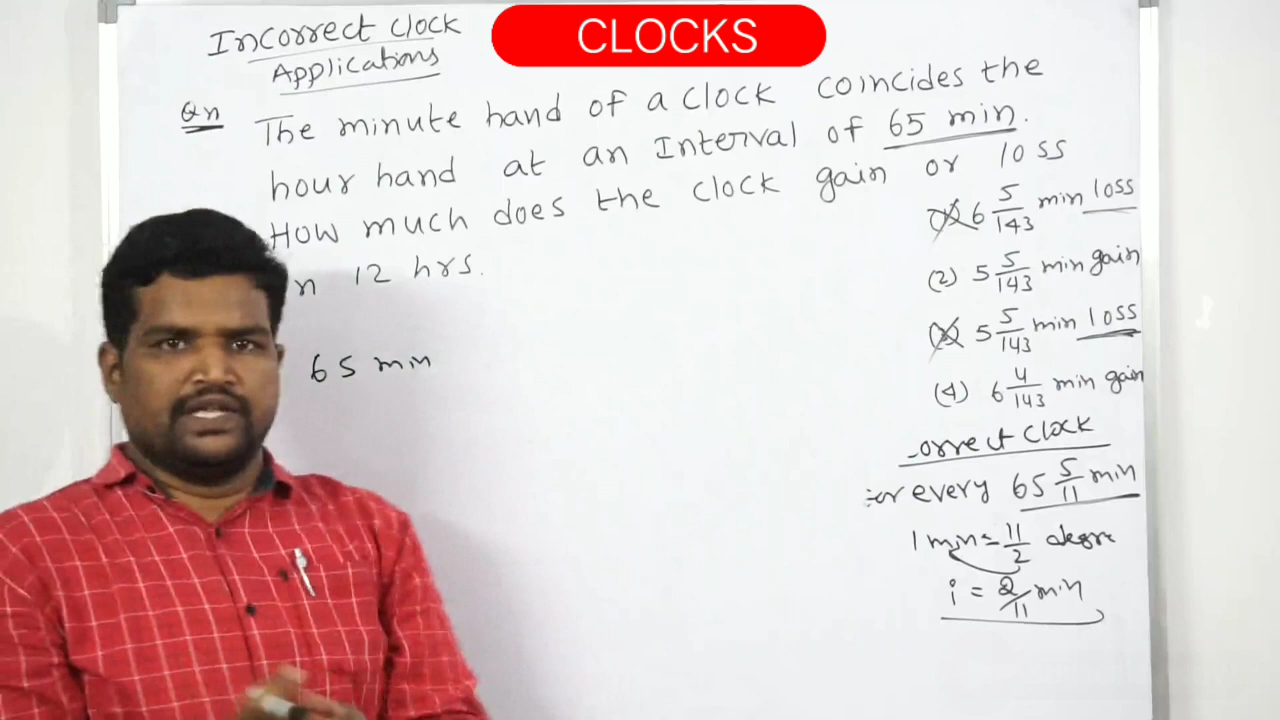 CLOCKS
Incorrect clock
Applications
Qn The minute hand of a clock coincides the
hour hand at an Interval of 65 min.
How much does the clock gain or loss
n 12 hrs.
(1) 6 5/143 min loss
(2) 5 5/143 min gain
5 5/143 min loss
(4) 6 4/143 min gain
65 min
orrect clock
or every 65 5/11 min
1 min = 11/2 degre
i = 2/11 min